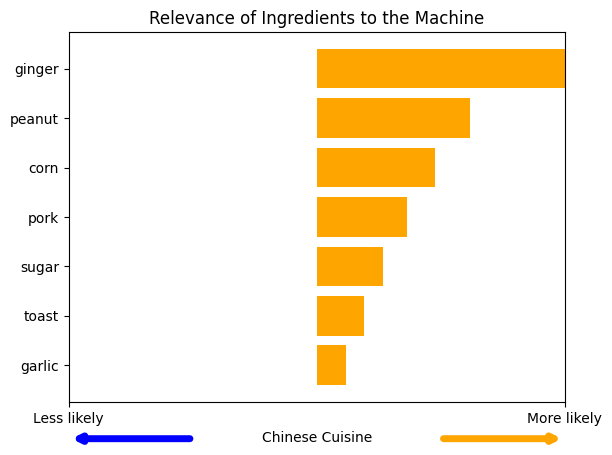 Relevance of Ingredients to the Machine
ginger
peanut
corn
pork
sugar
toast
garlic
Less likely
More likely
Chinese Cuisine